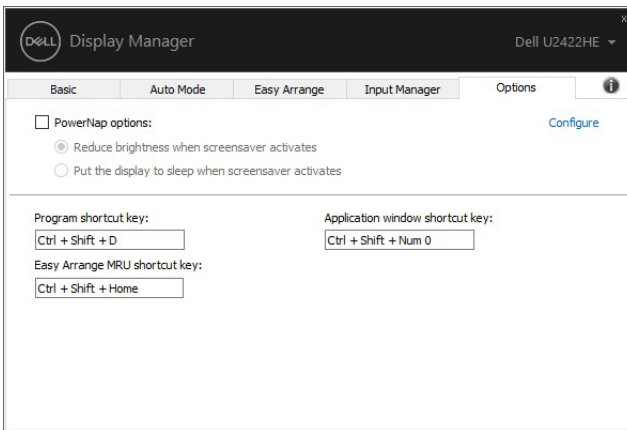 x
DELL Display Manager
Dell U2422HE
Basic Auto Mode Easy Arrange Input Manager Options i
PowerNap options: Configure
Reduce brightness when screensaver activates
Put the display to sleep when screensaver activates
Program shortcut key: Application window shortcut key:
Ctrl + Shift + D Ctrl + Shift + Num 0
Easy Arrange MRU shortcut key:
Ctrl + Shift + Home